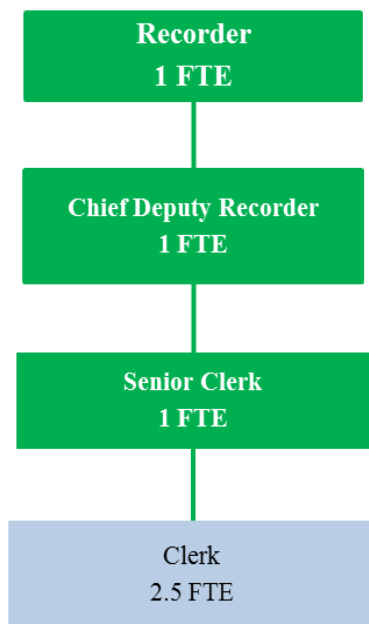 Recorder
1 FTE
Chief Deputy Recorder
1 FTE
Senior Clerk
1 FTE
Clerk
2.5 FTE